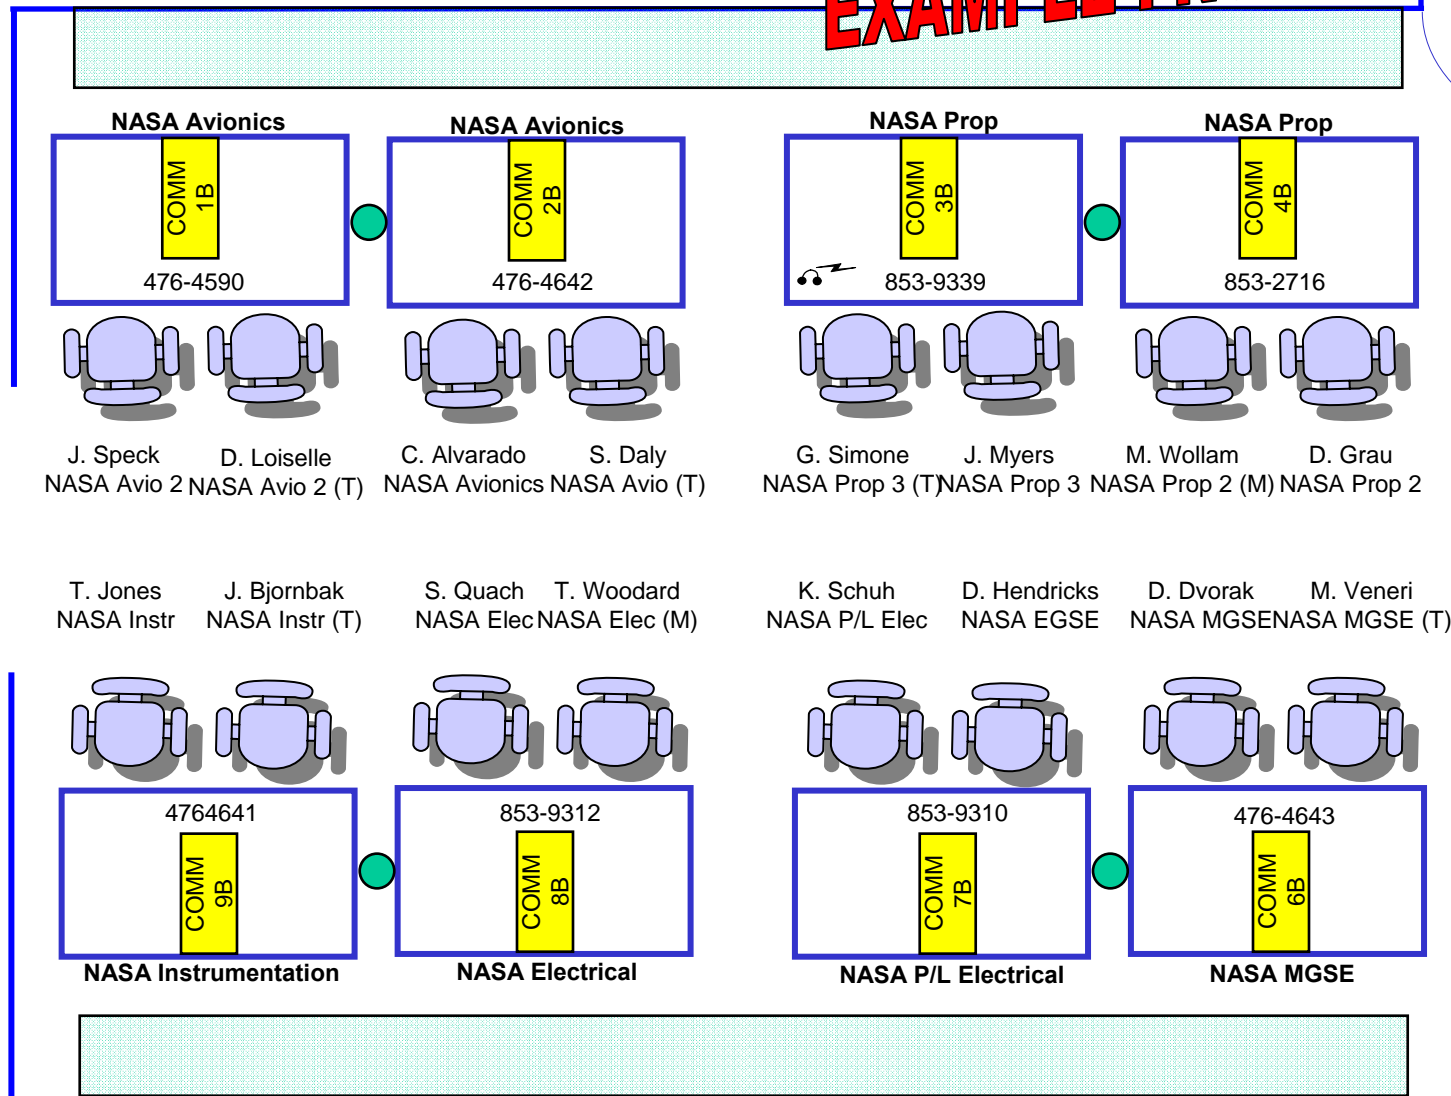 EXAMPLE
NASA Avionics
NASA Avionics
NASA Prop
NASA Prop
COMM
1B
COMM
2B
COMM
3B
COMM
4B
476-4590
476-4642
853-9339
853-2716
J. Speck
NASA Avio 2
D. Loiselle
NASA Avio 2 (T)
C. Alvarado
NASA Avionics
S. Daly
NASA Avio (T)
G. Simone
NASA Prop 3 (T)
J. Myers
NASA Prop 3
M. Wollam
NASA Prop 2 (M)
D. Grau
NASA Prop 2
T. Jones
NASA Instr
J. Bjornbak
NASA Instr (T)
S. Quach
NASA Elec
T. Woodard
NASA Elec (M)
K. Schuh
NASA P/L Elec
D. Hendricks
NASA EGSE
D. Dvorak
NASA MGSE
M. Veneri
NASA MGSE (T)
4764641
853-9312
853-9310
476-4643
COMM
9B
COMM
8B
COMM
7B
COMM
6B
NASA Instrumentation
NASA Electrical
NASA P/L Electrical
NASA MGSE